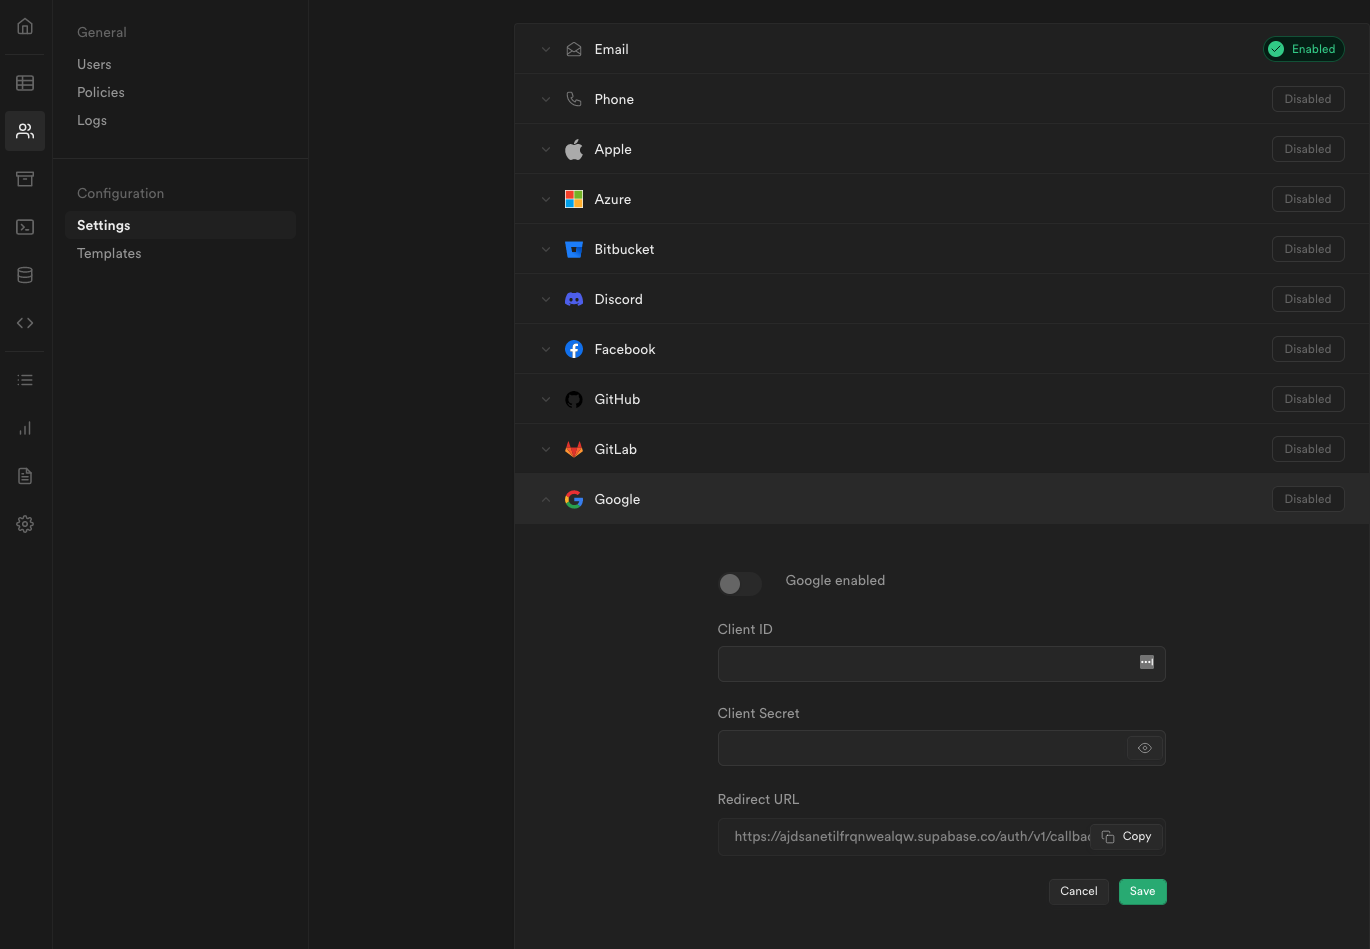 General
Users
Policies
Logs
Configuration
Settings
Templates
Email
Enabled
Phone
Disabled
Apple
Disabled
Azure
Disabled
Bitbucket
Disabled
Discord
Disabled
Facebook
Disabled
GitHub
Disabled
GitLab
Disabled
Google
Disabled
Google enabled
Client ID
Client Secret
Redirect URL
https://ajdsanetilfrqnwealqw.supabase.co/auth/v1/callbac
Copy
Cancel
Save